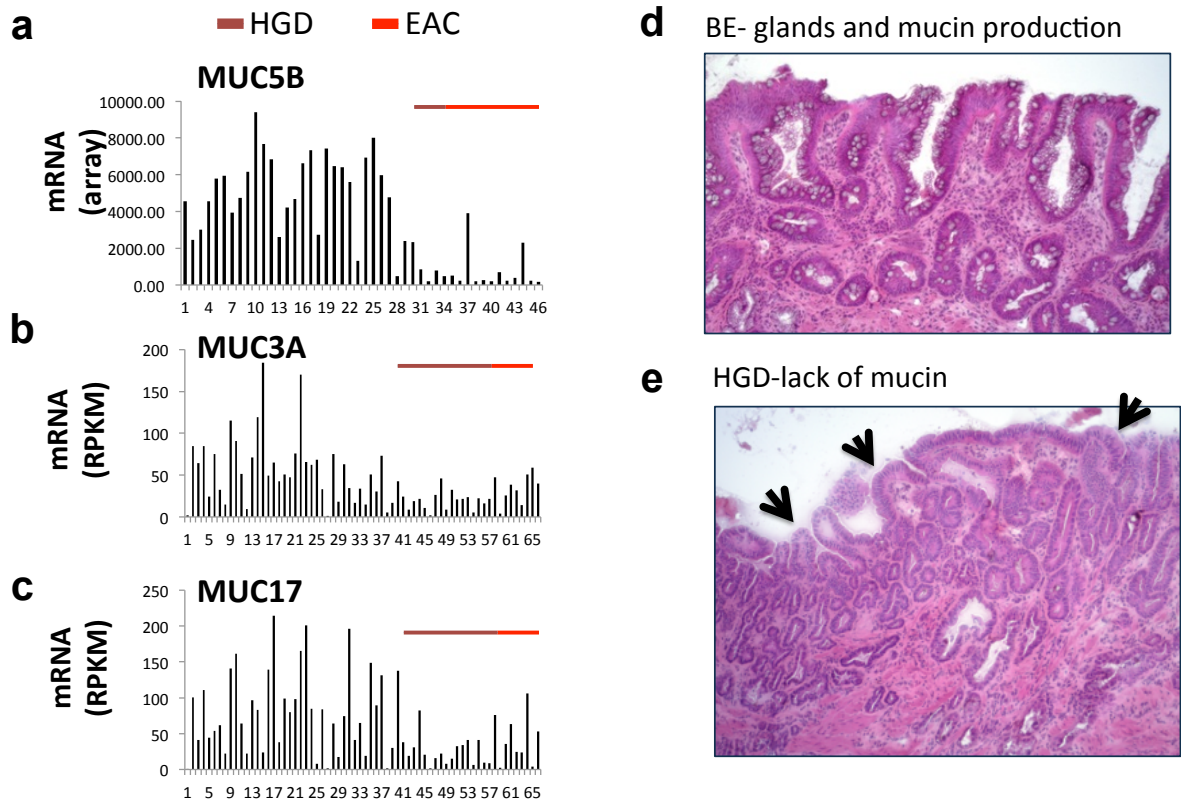 a
HGD EAC
MUC5B
mRNA
(array)
10000.00
8000.00
6000.00
4000.00
2000.00
0.00
1 4 7 10 13 16 19 22 25 28 31 34 37 40 43 46
b
MUC3A
mRNA
(RPKM)
200
150
100
50
0
1 5 9 13 17 21 25 29 33 37 41 45 49 53 57 61 65
c
MUC17
mRNA
(RPKM)
250
200
150
100
50
0
1 5 9 13 17 21 25 29 33 37 41 45 49 53 57 61 65
d BE- glands and mucin production
e HGD-lack of mucin